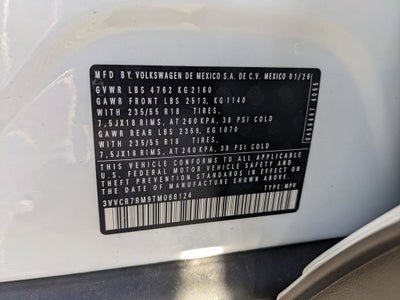 MFD. BY. VOLKSWAGEN DE MEXICO S.A. DE C.V. MEXICO 01/26
GVWR LBS 4762 KG 2160
GAWR FRONT LBS 2513, KG 1140
WITH 235/55 R18 TIRES,
7,5JX18 RIMS, AT 260 KPA, 38 PSI COLD
GAWR REAR LBS 2359, KG 1070
WITH 235/55 R18 TIRES,
7,5JX18 RIMS, AT 260 KPA, 38 PSI COLD
THIS VEHICLE CONFORMS TO ALL APPLICABLE
U.S. FEDERAL MOTOR VEHICLE SAFETY AND
THEFT PREVENTION STANDARDS IN EFFECT ON
THE DATE OF MANUFACTURE SHOWN ABOVE.
3VVCR7RM9TM068124 TYPE:MPV